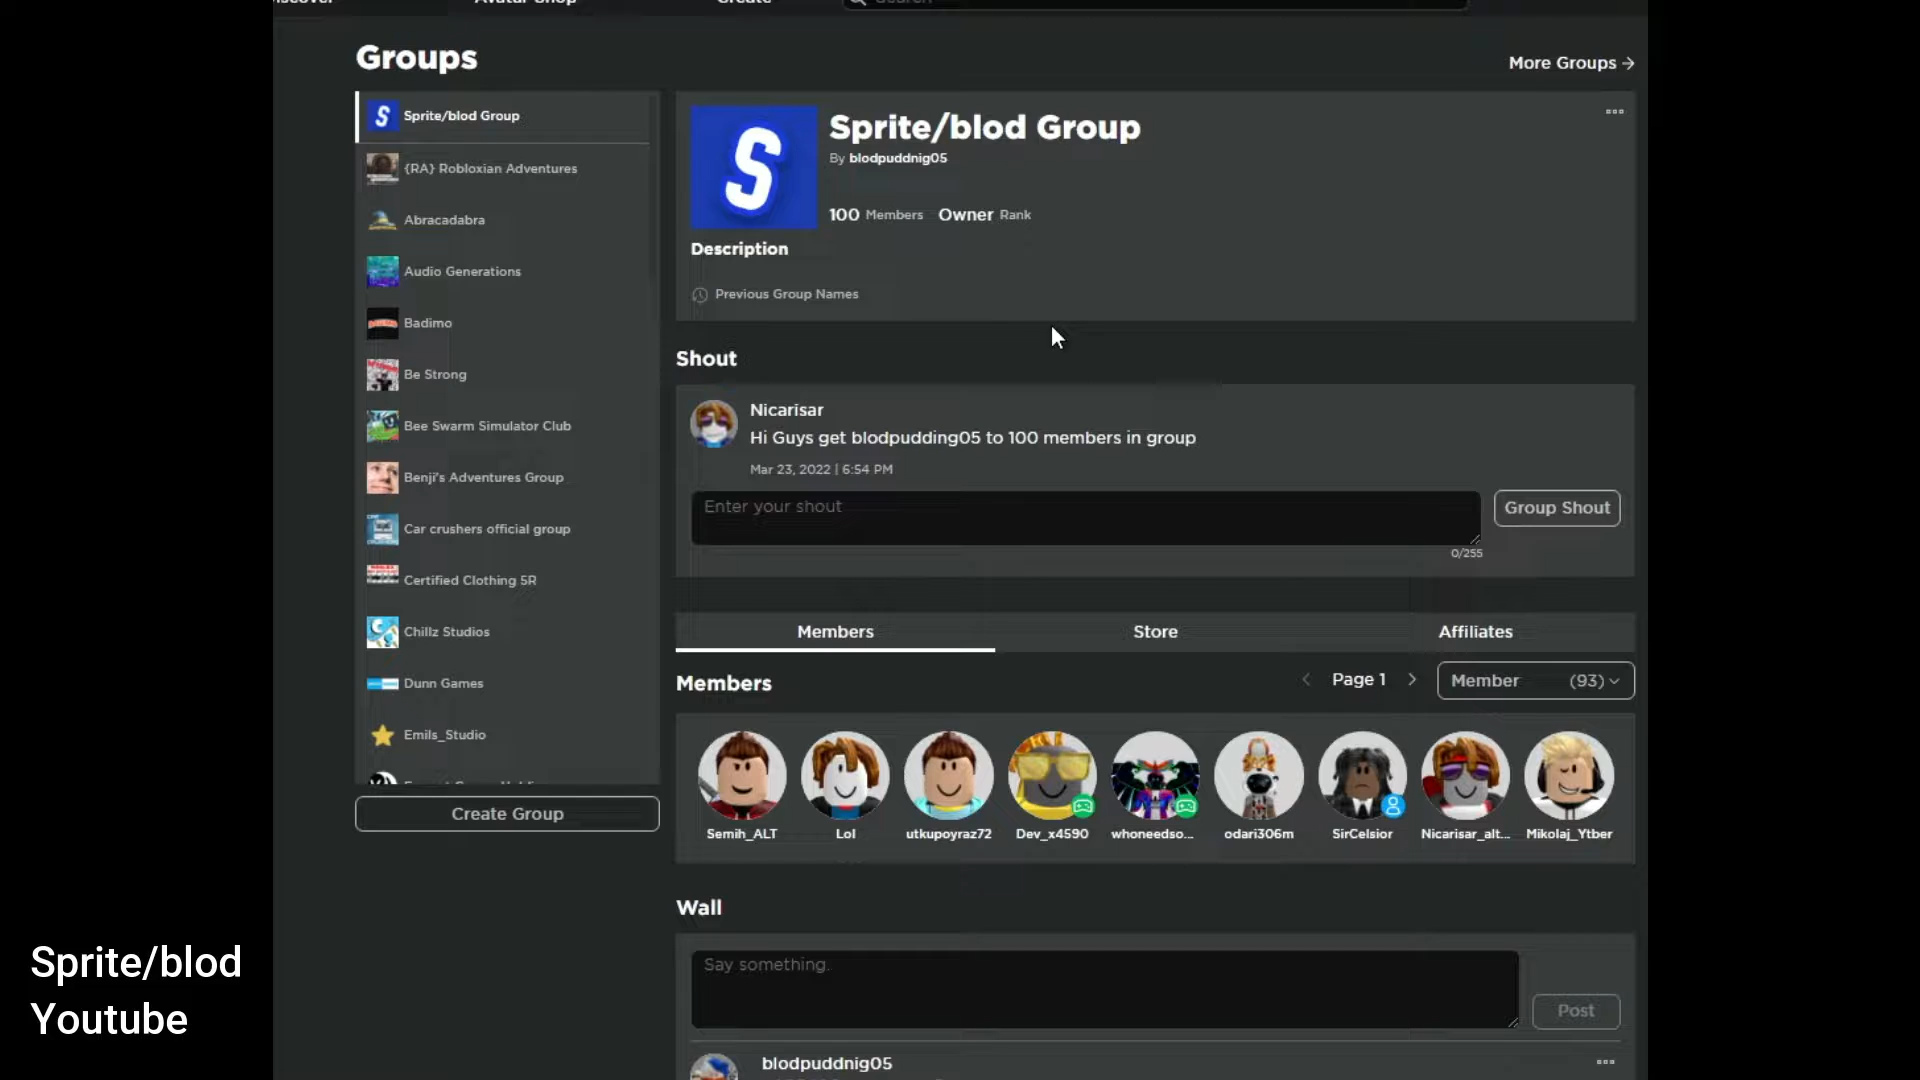 Discover
Avatar Shop
Create
Search
Groups
More Groups →
Sprite/blod Group
{RA} Robloxian Adventures
Abracadabra
Audio Generations
Badimo
Be Strong
Bee Swarm Simulator Club
Benji's Adventures Group
Car crushers official group
Certified Clothing 5R
Chillz Studios
Dunn Games
Emils_Studio
Create Group
S
Sprite/blod Group
By blodpuddnig05
100 Members Owner Rank
Description
Previous Group Names
Shout
Nicarisar
Hi Guys get blodpudding05 to 100 members in group
Mar 23, 2022 | 6:54 PM
Enter your shout
Group Shout
0/255
Members
Store
Affiliates
Members
Page 1
Member (93)
Semih_ALT
Lol
utkupoyraz72
Dev_x4590
whoneedso...
odari306m
SirCelsior
Nicarisar_alt...
Mikolaj_Ytber
Wall
Say something.
Post
blodpuddnig05
Sprite/blod
Youtube